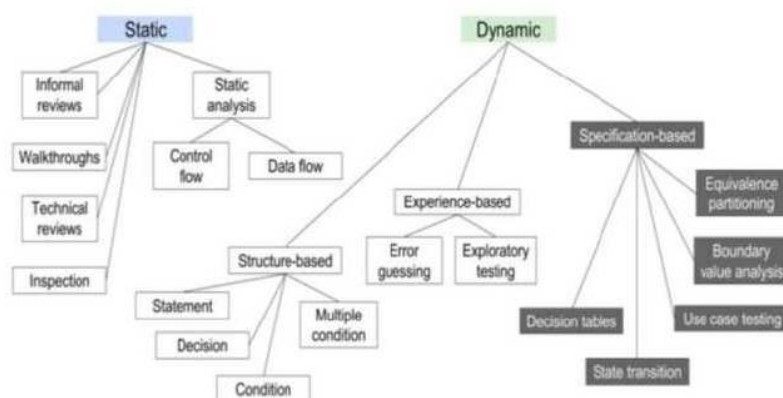 Static
Dynamic
Informal
reviews
Static
analysis
Walkthroughs
Control
flow
Data flow
Technical
reviews
Inspection
Specification-based
Equivalence
partitioning
Experience-based
Error
guessing
Exploratory
testing
Boundary
value analysis
Structure-based
Statement
Multiple
condition
Decision
Condition
Decision tables
Use case testing
State transition